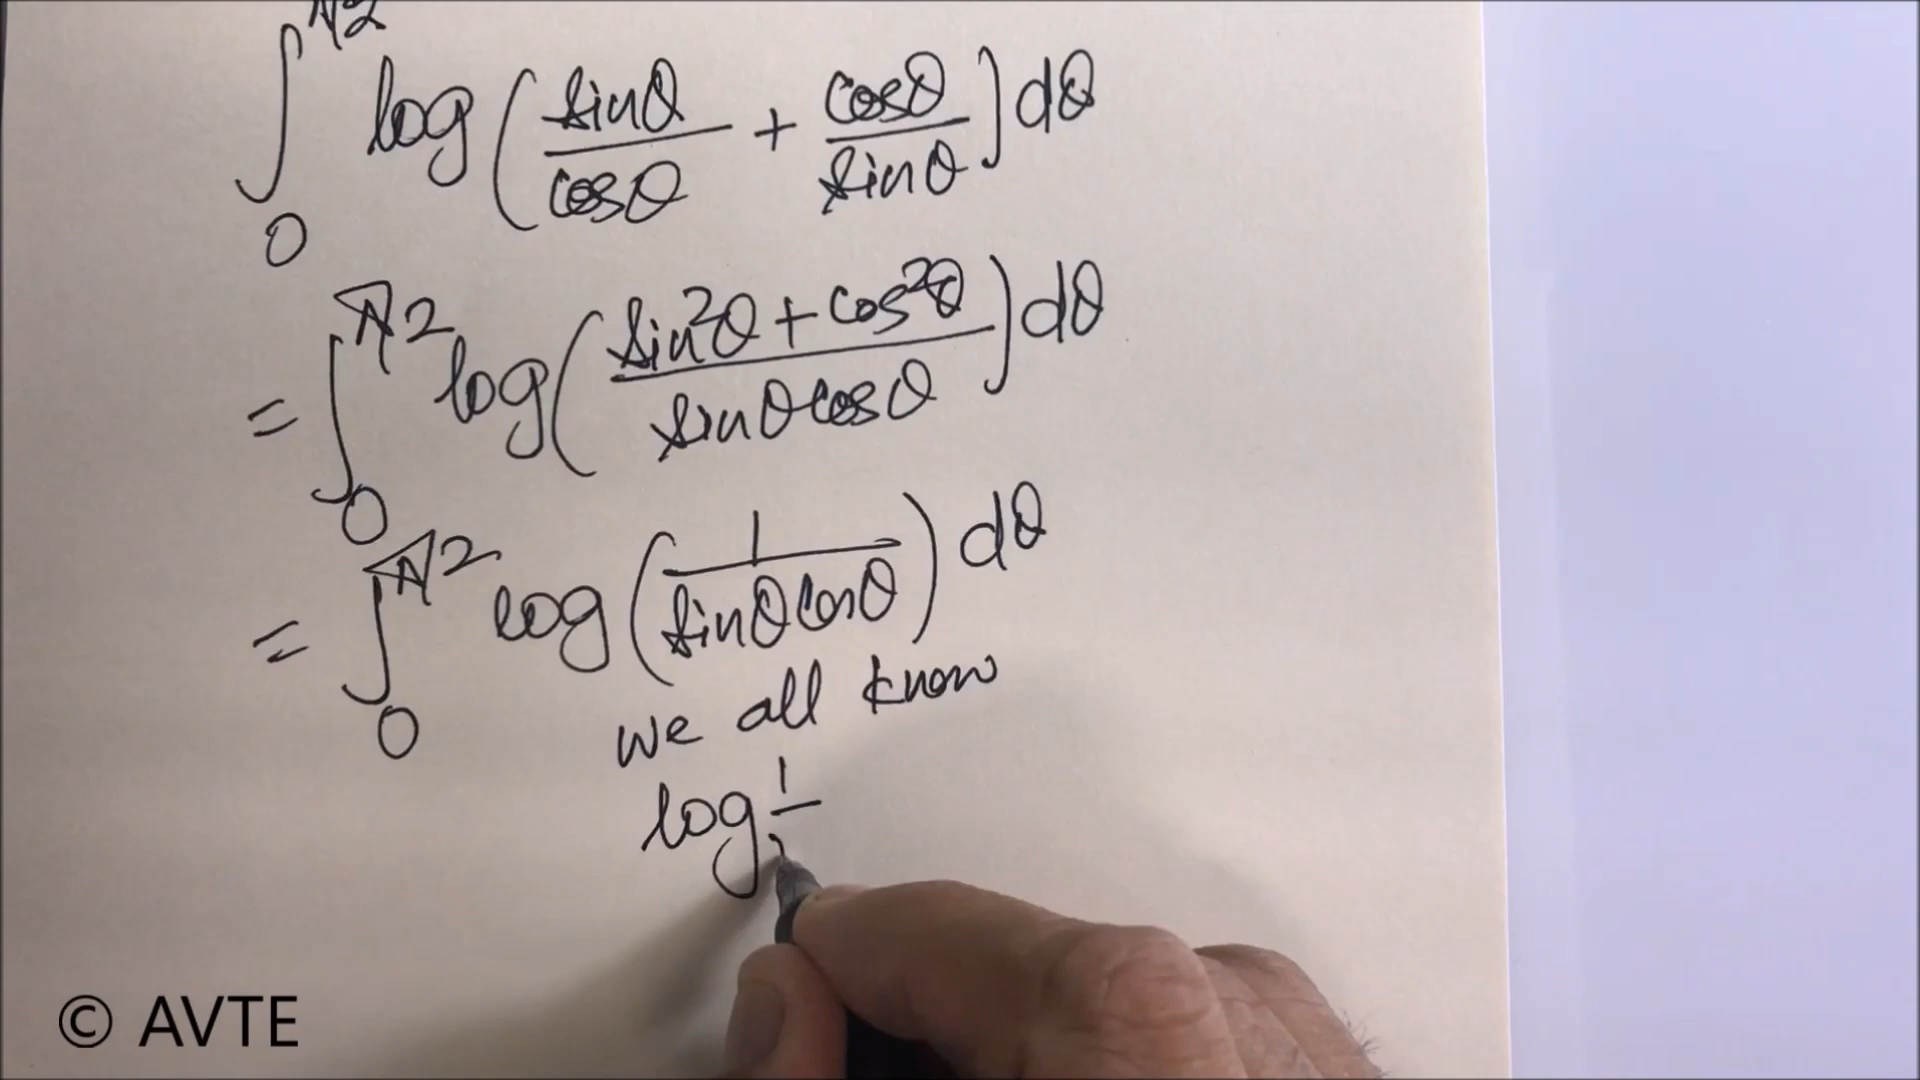 ∫₀^π/2 log(sinθ/cosθ + cosθ/sinθ)dθ
= ∫₀^π/2 log(sin²θ+cos²θ/sinθcosθ)dθ
= ∫₀^π/2 log(1/sinθcosθ)dθ
we all know
log 1/
© AVTE